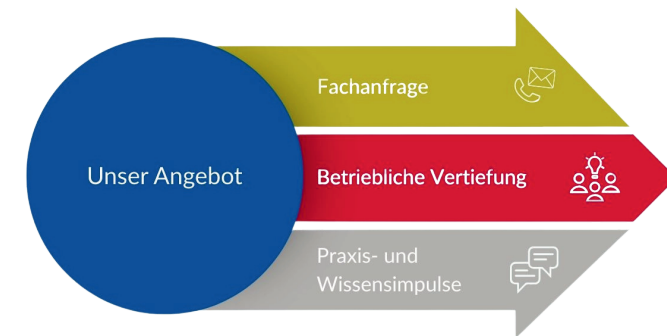 Unser Angebot
Fachanfrage
Betriebliche Vertiefung
Praxis- und
Wissensimpulse